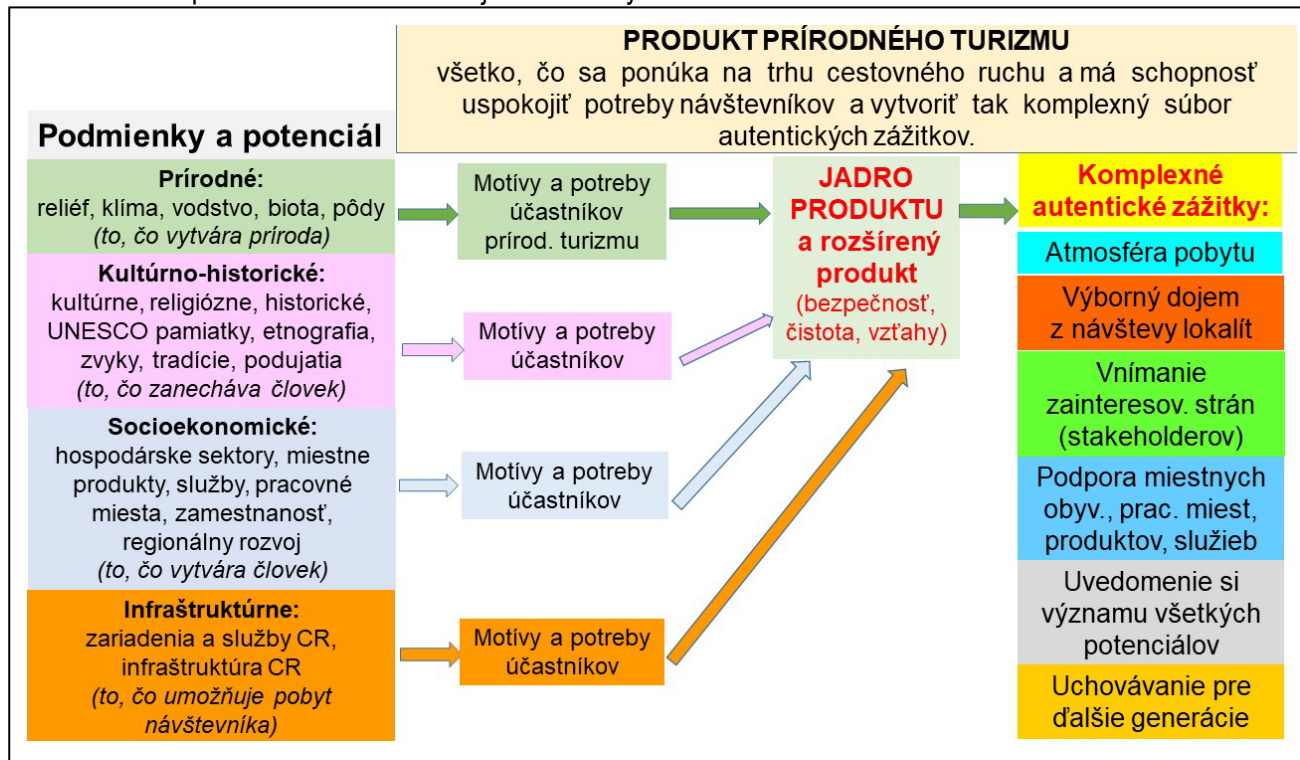 PRODUKT PRÍRODNÉHO TURIZMU
všetko, čo sa ponúka na trhu cestovného ruchu a má schopnosť
uspokojiť potreby návštevníkov a vytvoriť tak komplexný súbor
autentických zážitkov.
Podmienky a potenciál
Prírodné:
reliéf, klíma, vodstvo, biota, pôdy
(to, čo vytvára príroda)
Kultúrno-historické:
kultúrne, religiózne, historické,
UNESCO pamiatky, etnografia,
zvyky, tradície, podujatia
(to, čo zanecháva človek)
Socioekonomické:
hospodárske sektory, miestne
produkty, služby, pracovné
miesta, zamestnanosť,
regionálny rozvoj
(to, čo vytvára človek)
Infraštruktúrne:
zariadenia a služby CR,
infraštruktúra CR
(to, čo umožňuje pobyt
návštevníka)
Motívy a potreby
účastníkov
prírod. turizmu
Motívy a potreby
účastníkov
Motívy a potreby
účastníkov
Motívy a potreby
účastníkov
JADRO
PRODUKTU
a rozšírený
produkt
(bezpečnosť,
čistota, vzťahy)
Komplexné
autentické zážitky:
Atmosféra pobytu
Výborný dojem
z návštevy lokalít
Vnímanie
zainteresov. strán
(stakeholderov)
Podpora miestnych
obyv., prac. miest,
produktov, služieb
Uvedomenie si
významu všetkých
potenciálov
Uchovávanie pre
ďalšie generácie